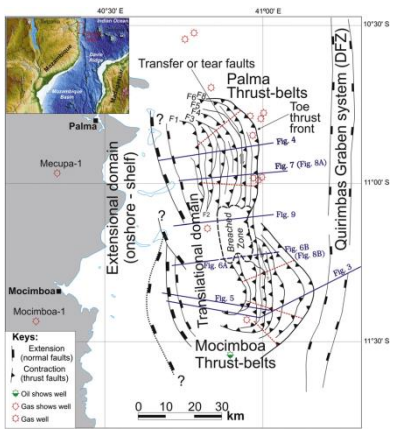 40°30' E
41°00' E
10°30' S
Indian Ocean
Mozambique
Davie
Ridge
Mozambique
Basin
Transfer or tear faults
Palma
Thrust-belts
F6
F5
F4
F3
F1
Toe
thrust
front
Quirimbas Graben system (DFZ)
Palma
?
Fig. 4
Mecupa-1
Fig. 7 (Fig. 8A)
11°00' S
Extensional domain
(onshore - shelf)
Translational domain
?
F2
Fig. 9
Breached
Zone
Fig. 6B
(Fig. 8B)
Fig. 6A
Fig. 3
Mocimboa
Fig. 5
Mocimboa-1
Mocimboa
Thrust-belts
11°30' S
Keys:
Extension
(normal faults)
Contraction
(thrust faults)
Oil shows well
Gas shows well
Gas well
?
0 10 20 30
km